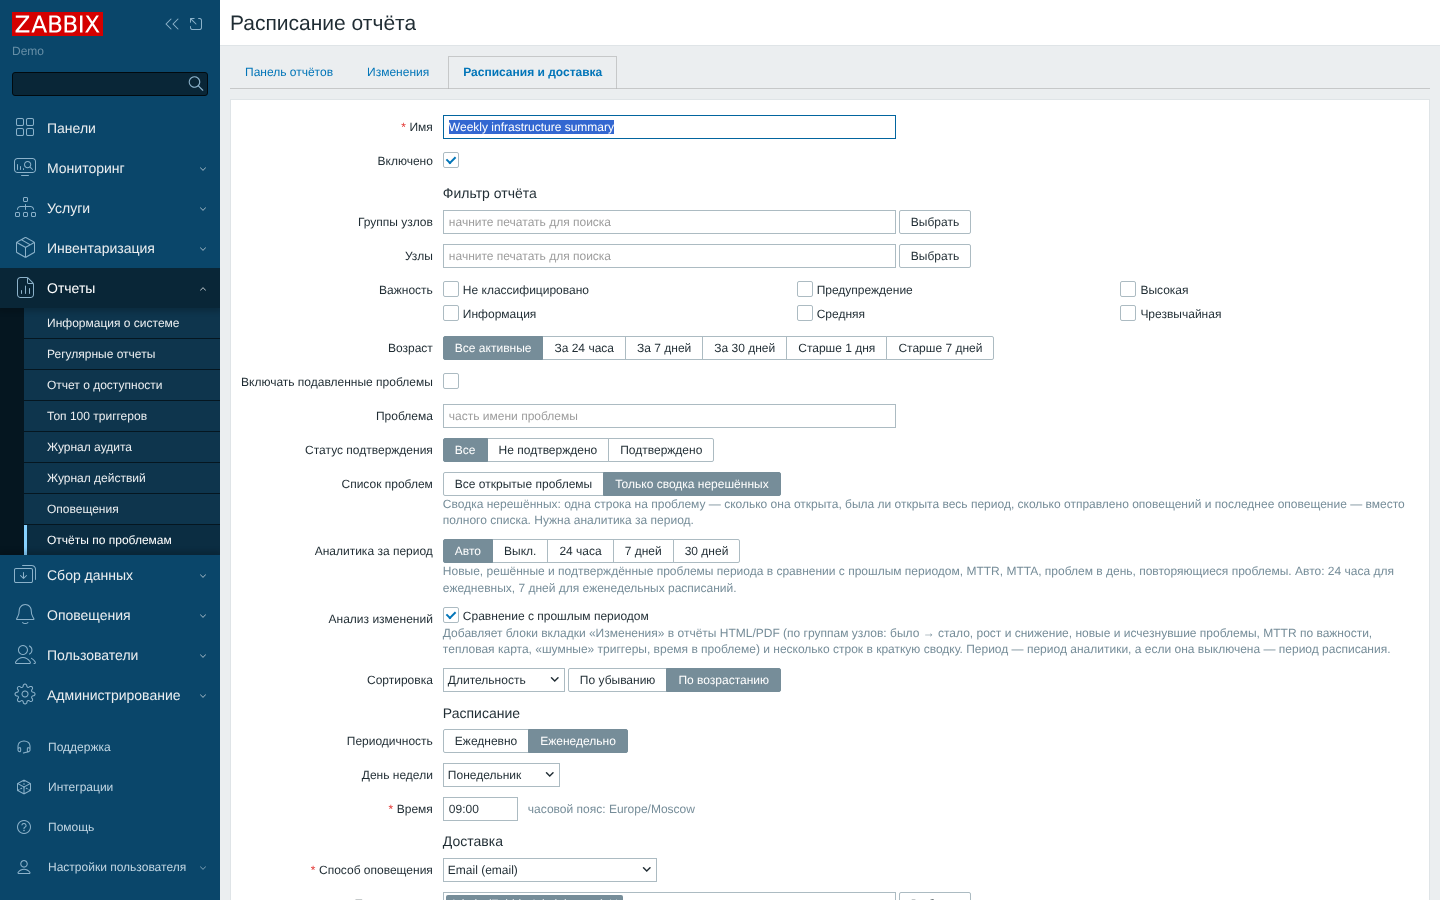 ZABBIX
Demo
Панели
Мониторинг
Услуги
Инвентаризация
Отчеты
Информация о системе
Регулярные отчеты
Отчет о доступности
Топ 100 триггеров
Журнал аудита
Журнал действий
Оповещения
Отчёты по проблемам
Сбор данных
Оповещения
Пользователи
Администрирование
Поддержка
Интеграции
Помощь
Настройки пользователя
Расписание отчёта
Панель отчётов Изменения Расписания и доставка
* Имя Weekly infrastructure summary
Включено
Фильтр отчёта
Группы узлов начните печатать для поиска Выбрать
Узлы начните печатать для поиска Выбрать
Важность Не классифицировано Предупреждение Высокая
Информация Средняя Чрезвычайная
Возраст Все активные За 24 часа За 7 дней За 30 дней Старше 1 дня Старше 7 дней
Включать подавленные проблемы
Проблема часть имени проблемы
Статус подтверждения Все Не подтверждено Подтверждено
Список проблем Все открытые проблемы Только сводка нерешённых
Сводка нерешённых: одна строка на проблему — сколько она открыта, была ли открыта весь период, сколько отправлено оповещений и последнее оповещение — вместо
полного списка. Нужна аналитика за период.
Аналитика за период Авто Выкл. 24 часа 7 дней 30 дней
Новые, решённые и подтверждённые проблемы периода в сравнении с прошлым периодом, MTTR, MTTA, проблем в день, повторяющиеся проблемы. Авто: 24 часа для
ежедневных, 7 дней для еженедельных расписаний.
Анализ изменений Сравнение с прошлым периодом
Добавляет блоки вкладки «Изменения» в отчёты HTML/PDF (по группам узлов: было → стало, рост и снижение, новые и исчезнувшие проблемы, MTTR по важности,
тепловая карта, «шумные» триггеры, время в проблеме) и несколько строк в краткую сводку. Период — период аналитики, а если она выключена — период расписания.
Сортировка Длительность По убыванию По возрастанию
Расписание
Периодичность Ежедневно Еженедельно
День недели Понедельник
* Время 09:00 часовой пояс: Europe/Moscow
Доставка
* Способ оповещения Email (email)